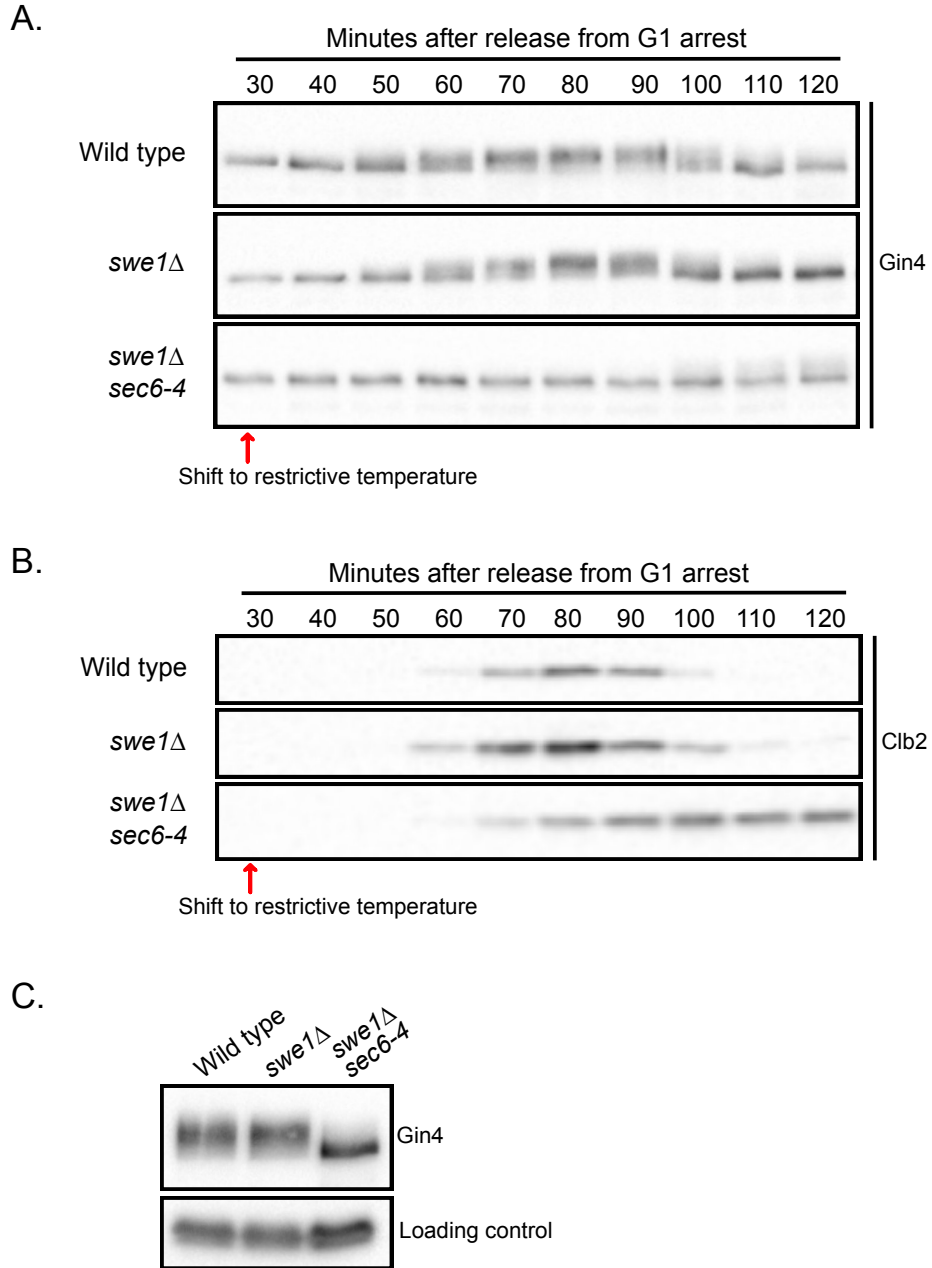 A.
Minutes after release from G1 arrest
30 40 50 60 70 80 90 100 110 120
Wild type
swe1Δ
Gin4
swe1Δ
sec6-4
Shift to restrictive temperature
B.
Minutes after release from G1 arrest
30 40 50 60 70 80 90 100 110 120
Wild type
swe1Δ
Clb2
swe1Δ
sec6-4
Shift to restrictive temperature
C.
Wild type
swe1Δ
swe1Δ
sec6-4
Gin4
Loading control